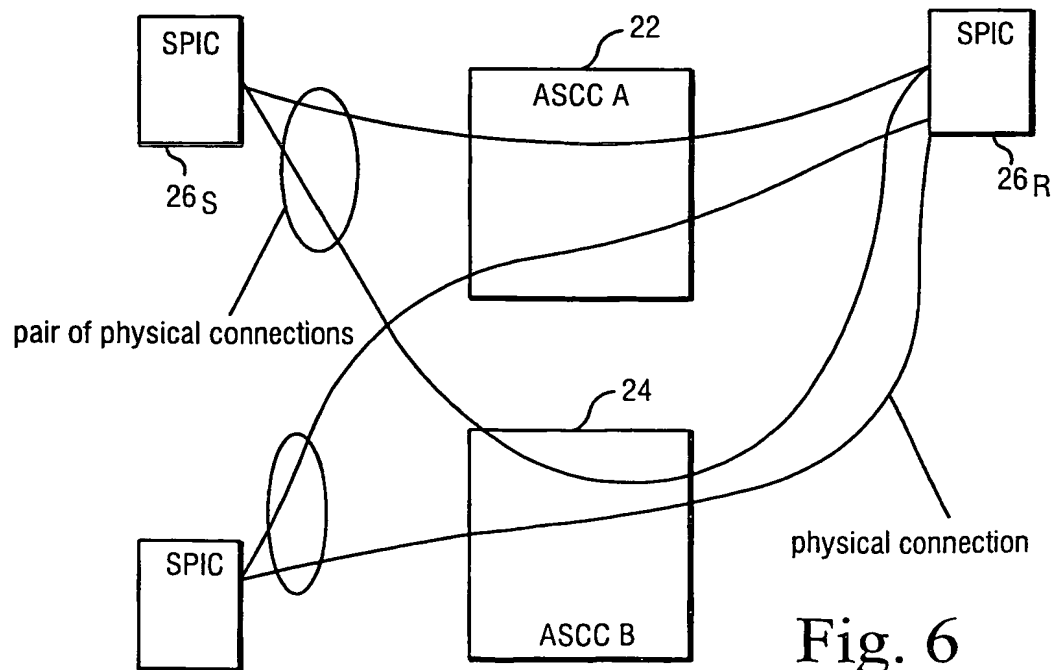 SPIC
22
SPIC
ASCC A
26S
26R
pair of physical connections
24
physical connection
SPIC
ASCC B
Fig. 6